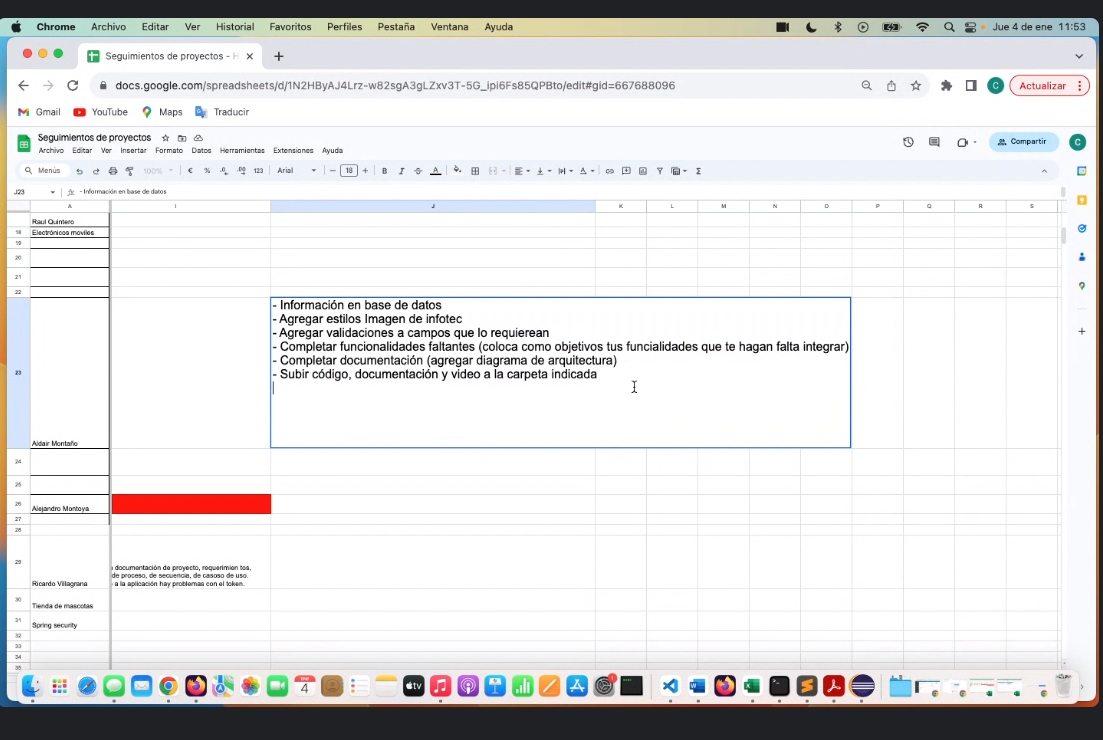 Chrome Archivo Editar Ver Historial Favoritos Perfiles Pestaña Ventana Ayuda Jue 4 de ene 11:53
Seguimientos de proyectos - H
docs.google.com/spreadsheets/d/1N2HByAJ4Lrz-w82sgA3gLZxv3T-5G_ipi6Fs85QPBto/edit#gid=667688096 C Actualizar
Gmail YouTube Maps Traducir
Seguimientos de proyectos
Archivo Editar Ver Insertar Formato Datos Herramientas Extensiones Ayuda
Compartir C
Menús 100% € % .0 .00 123 Arial 18 B I A Σ
J23 fx - Información en base de datos
A I J K L M N O P Q R S
Raul Quintero
18 Electrónicos moviles
19
20
21
22
- Información en base de datos
- Agregar estilos Imagen de infotec
- Agregar validaciones a campos que lo requierean
- Completar funcionalidades faltantes (coloca como objetivos tus funcialidades que te hagan falta integrar)
- Completar documentación (agregar diagrama de arquitectura)
- Subir código, documentación y video a la carpeta indicada
23 Aldair Montaño
24
25
26 Alejandro Montoya
27
28
29 Ricardo Villagrana
documentación de proyecto, requerimien tos,
de proceso, de secuencia, de casoso de uso.
a la aplicación hay problemas con el token.
30 Tienda de mascotas
31 Spring security
32
33
34
35
ENE 4 tv 1